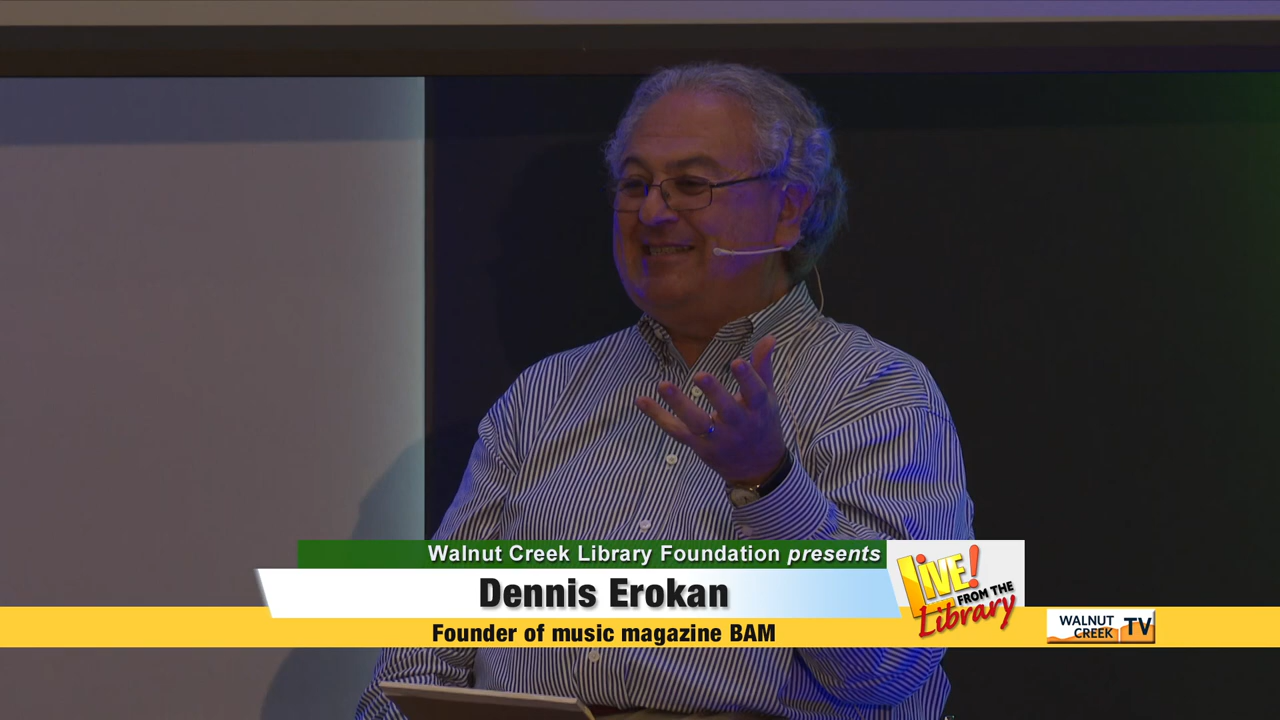 Walnut Creek Library Foundation presents
Dennis Erokan
Founder of music magazine BAM
LiVE!
FROM THE
Library
WALNUT
CREEK
TV